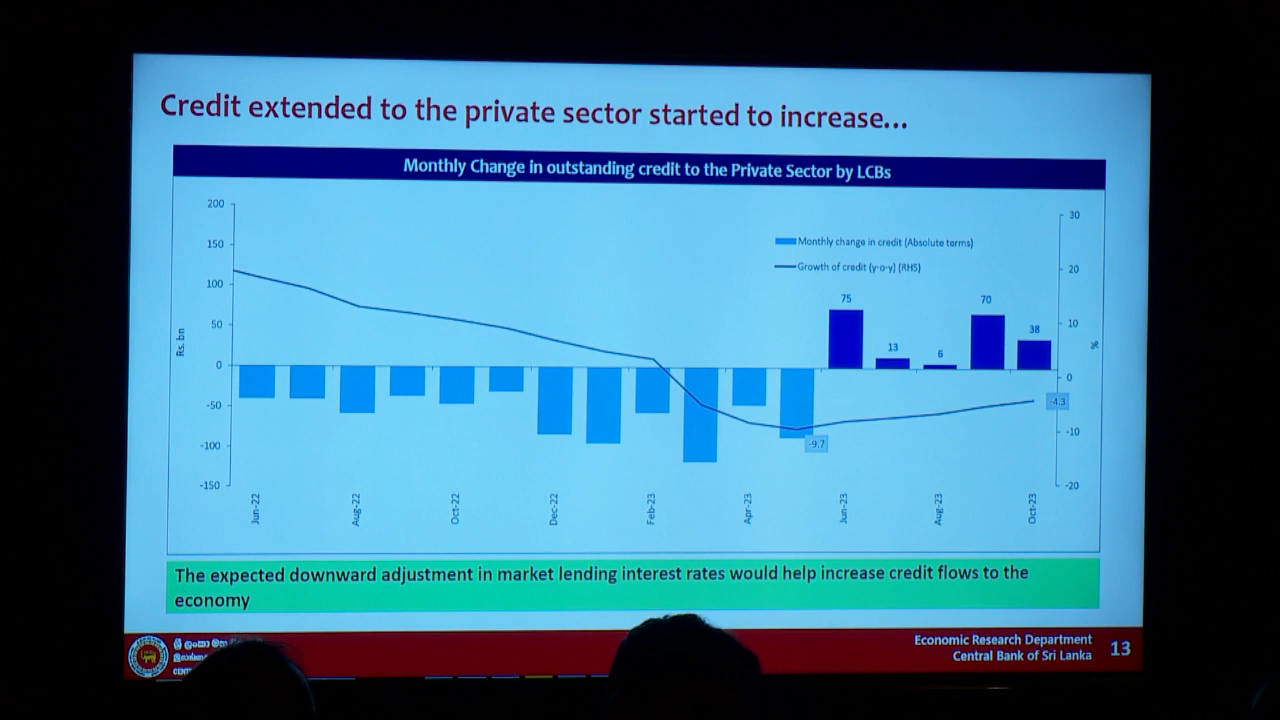 Credit extended to the private sector started to increase...
Monthly Change in outstanding credit to the Private Sector by LCBs
200
150
100
50
0
-50
-100
-150
Rs. bn
Monthly change in credit (Absolute terms)
Growth of credit (y-o-y) (RHS)
75
13
6
70
38
-9.7
-4.3
30
20
10
0
-10
-20
%
Jun-22
Aug-22
Oct-22
Dec-22
Feb-23
Apr-23
Jun-23
Aug-23
Oct-23
The expected downward adjustment in market lending interest rates would help increase credit flows to the
economy
ශ්‍රී ලංකා
Economic Research Department
Central Bank of Sri Lanka
13